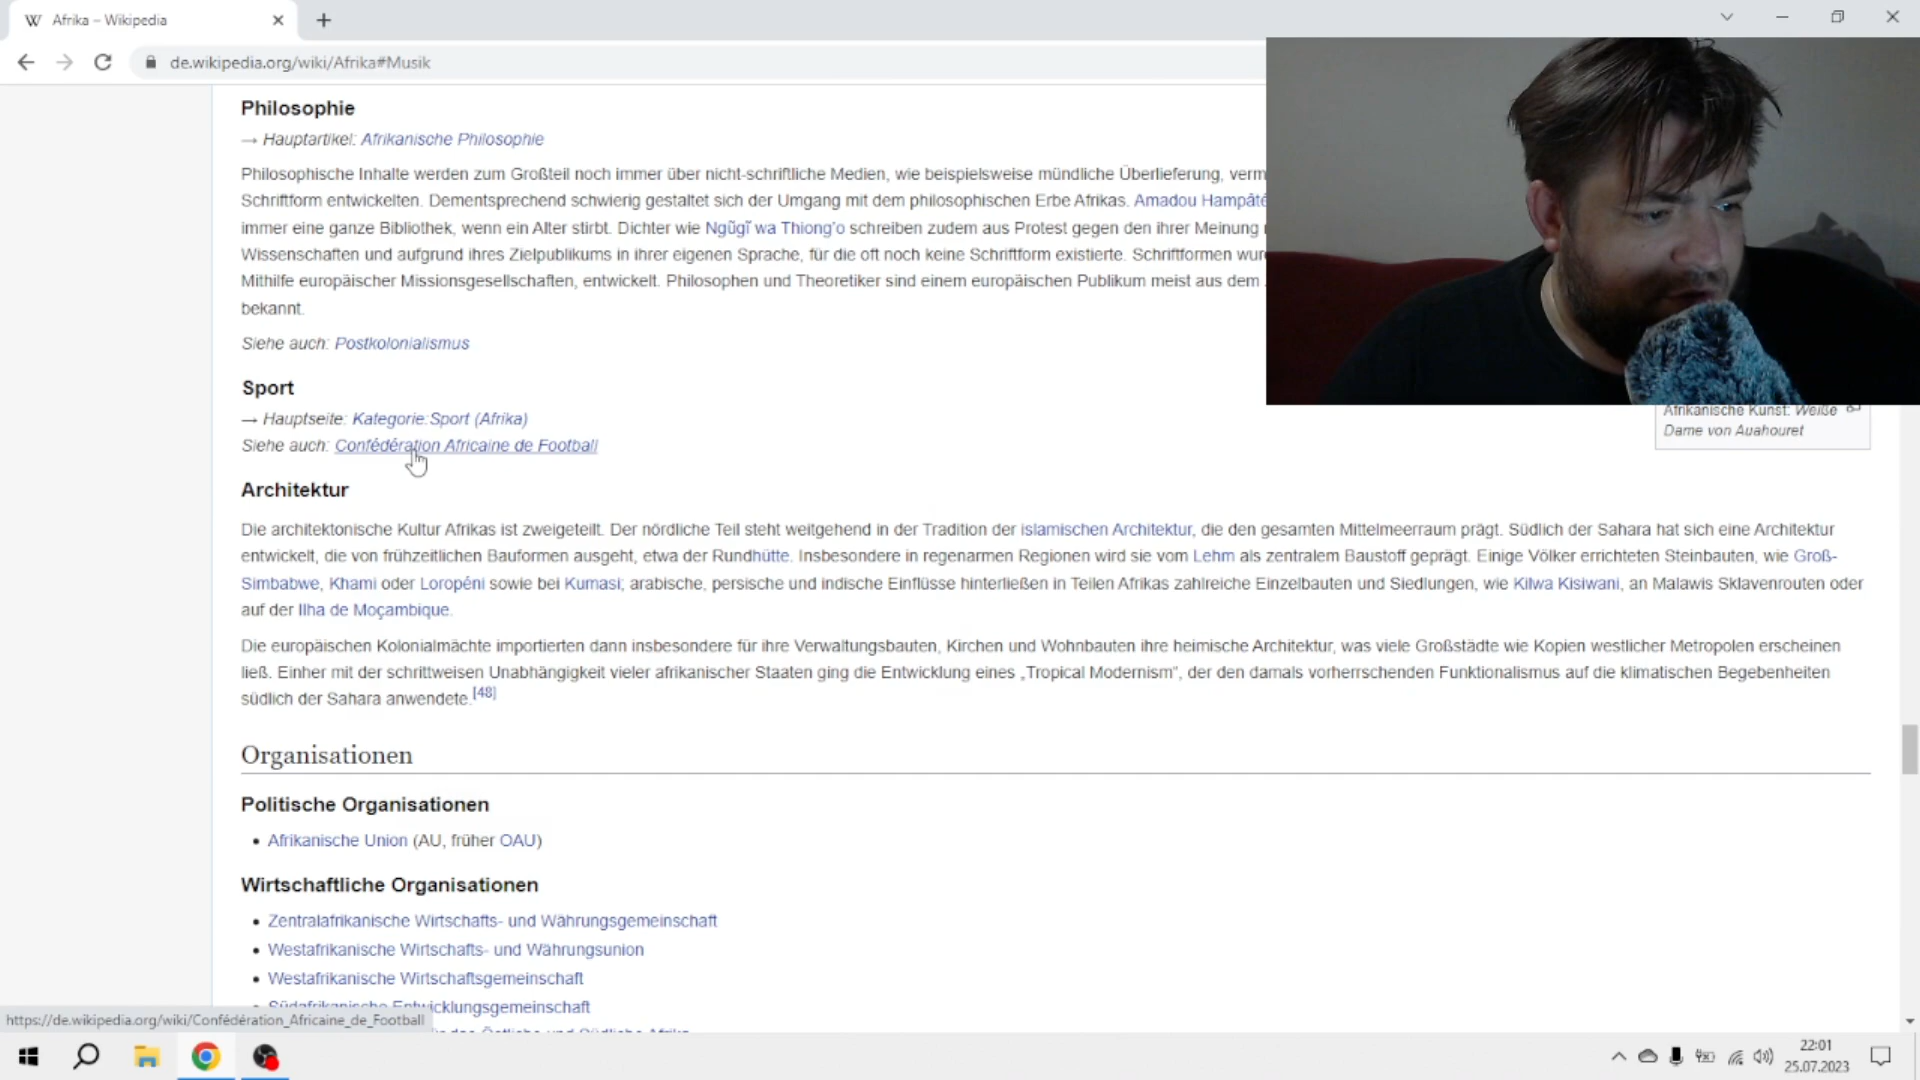 Afrika – Wikipedia
de.wikipedia.org/wiki/Afrika#Musik
Philosophie
→ Hauptartikel: Afrikanische Philosophie
Philosophische Inhalte werden zum Großteil noch immer über nicht-schriftliche Medien, wie beispielsweise mündliche Überlieferung,
Schriftform entwickelten. Dementsprechend schwierig gestaltet sich der Umgang mit dem philosophischen Erbe Afrikas. Amadou Hampâté
immer eine ganze Bibliothek, wenn ein Alter stirbt. Dichter wie Ngũgĩ wa Thiong'o schreiben zudem aus Protest gegen den ihrer Meinung
Wissenschaften und aufgrund ihres Zielpublikums in ihrer eigenen Sprache, für die oft noch keine Schriftform existierte. Schriftformen
Mithilfe europäischer Missionsgesellschaften, entwickelt. Philosophen und Theoretiker sind einem europäischen Publikum meist aus dem
bekannt.
Siehe auch: Postkolonialismus
Sport
→ Hauptseite: Kategorie:Sport (Afrika)
Siehe auch: Confédération Africaine de Football
Afrikanische Kunst: Weiße
Dame von Auahouret
Architektur
Die architektonische Kultur Afrikas ist zweigeteilt. Der nördliche Teil steht weitgehend in der Tradition der islamischen Architektur, die den gesamten Mittelmeerraum prägt. Südlich der Sahara hat sich eine Architektur
entwickelt, die von frühzeitlichen Bauformen ausgeht, etwa der Rundhütte. Insbesondere in regenarmen Regionen wird sie vom Lehm als zentralem Baustoff geprägt. Einige Völker errichteten Steinbauten, wie Groß-
Simbabwe, Khami oder Loropéni sowie bei Kumasi; arabische, persische und indische Einflüsse hinterließen in Teilen Afrikas zahlreiche Einzelbauten und Siedlungen, wie Kilwa Kisiwani, an Malawis Sklavenrouten oder
auf der Ilha de Moçambique.
Die europäischen Kolonialmächte importierten dann insbesondere für ihre Verwaltungsbauten, Kirchen und Wohnbauten ihre heimische Architektur, was viele Großstädte wie Kopien westlicher Metropolen erscheinen
ließ. Einher mit der schrittweisen Unabhängigkeit vieler afrikanischer Staaten ging die Entwicklung eines „Tropical Modernism“, der den damals vorherrschenden Funktionalismus auf die klimatischen Begebenheiten
südlich der Sahara anwendete.[48]
Organisationen
Politische Organisationen
• Afrikanische Union (AU, früher OAU)
Wirtschaftliche Organisationen
• Zentralafrikanische Wirtschafts- und Währungsgemeinschaft
• Westafrikanische Wirtschafts- und Währungsunion
• Westafrikanische Wirtschaftsgemeinschaft
• Südafrikanische Entwicklungsgemeinschaft
https://de.wikipedia.org/wiki/Confédération_Africaine_de_Football
22:01
25.07.2023